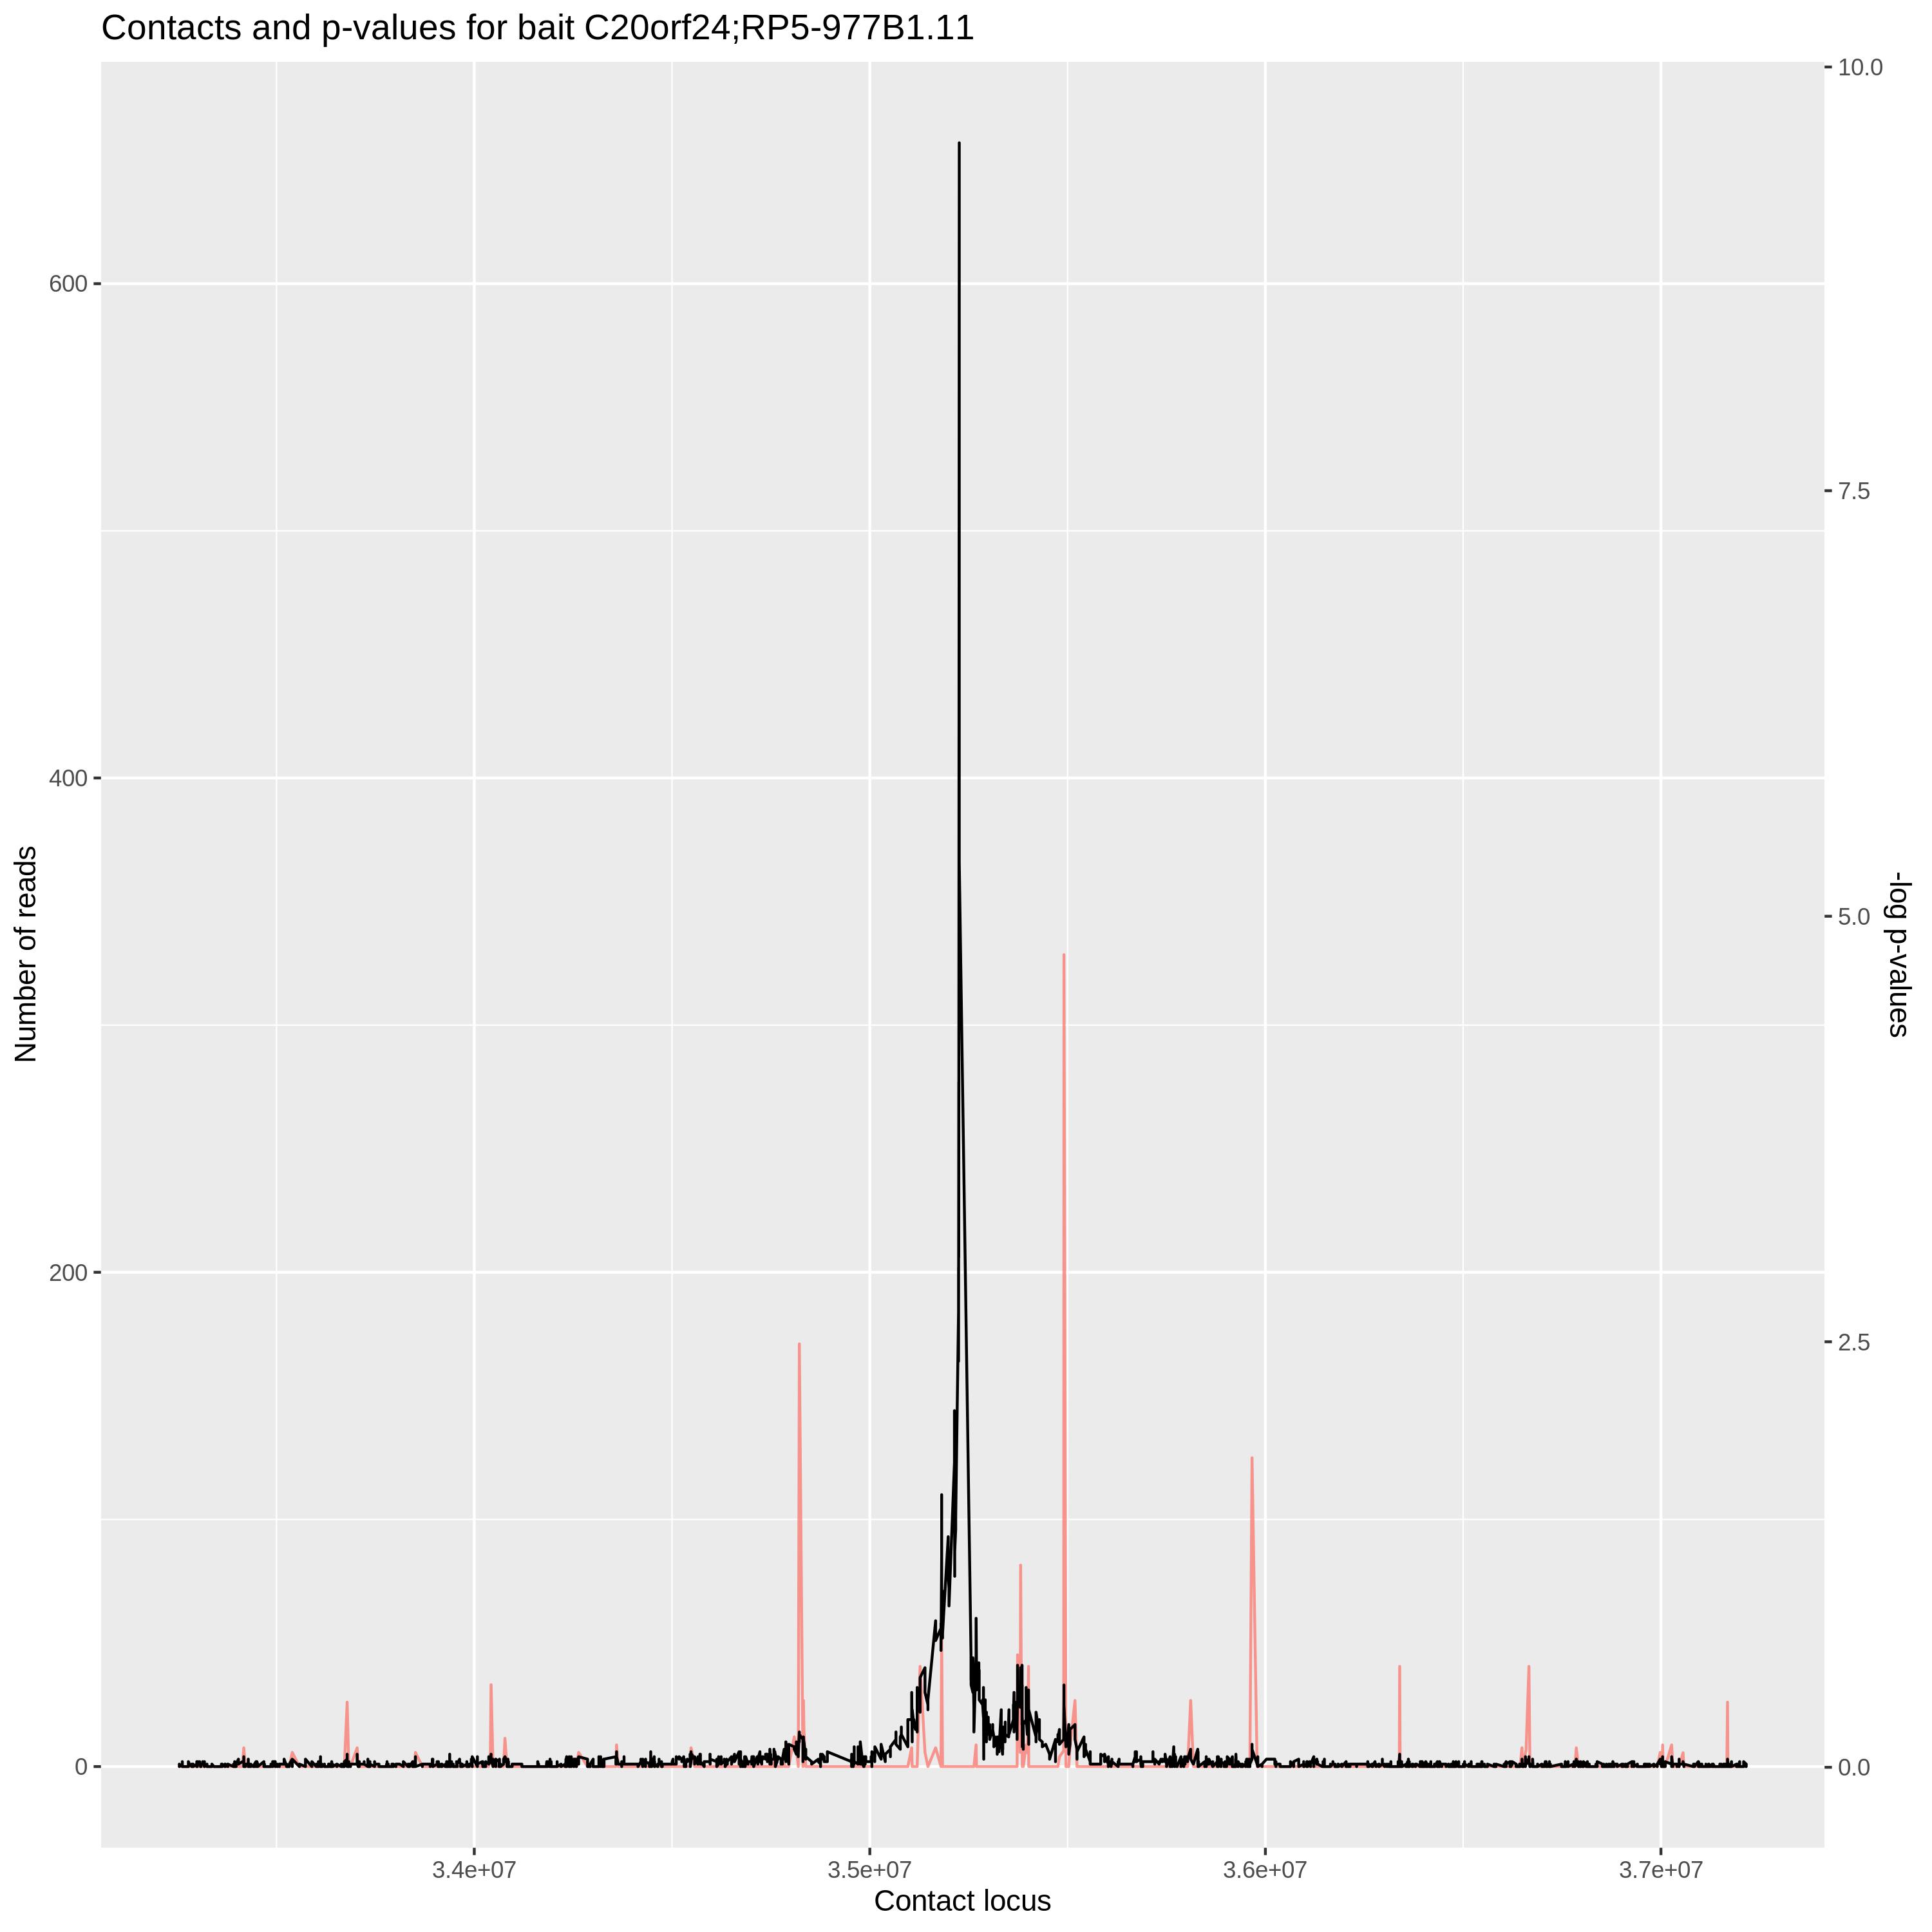 Contacts and p-values for bait C20orf24;RP5-977B1.11
Number of reads
600
400
200
0
10.0
7.5
5.0
2.5
0.0
-log p-values
3.4e+07
3.5e+07
3.6e+07
3.7e+07
Contact locus